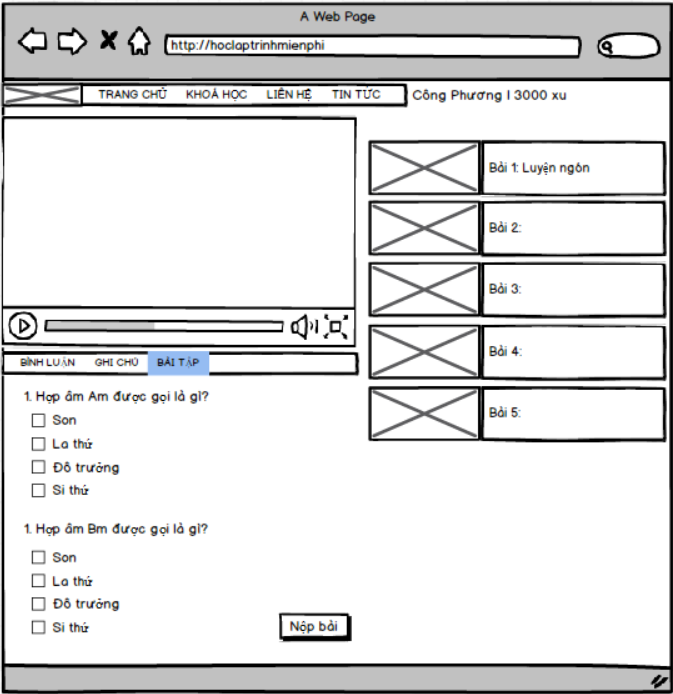 A Web Page
http://hoclaptrinhmienphi
TRANG CHỦ KHOÁ HỌC LIÊN HỆ TIN TỨC Công Phương | 3000 xu
Bài 1: Luyện ngón
Bài 2:
Bài 3:
Bài 4:
Bài 5:
BÌNH LUẬN GHI CHÚ BÀI TẬP
1. Hợp âm Am được gọi là gì?
Son
La thứ
Đô trưởng
Si thứ
1. Hợp âm Bm được gọi là gì?
Son
La thứ
Đô trưởng
Si thứ
Nộp bài